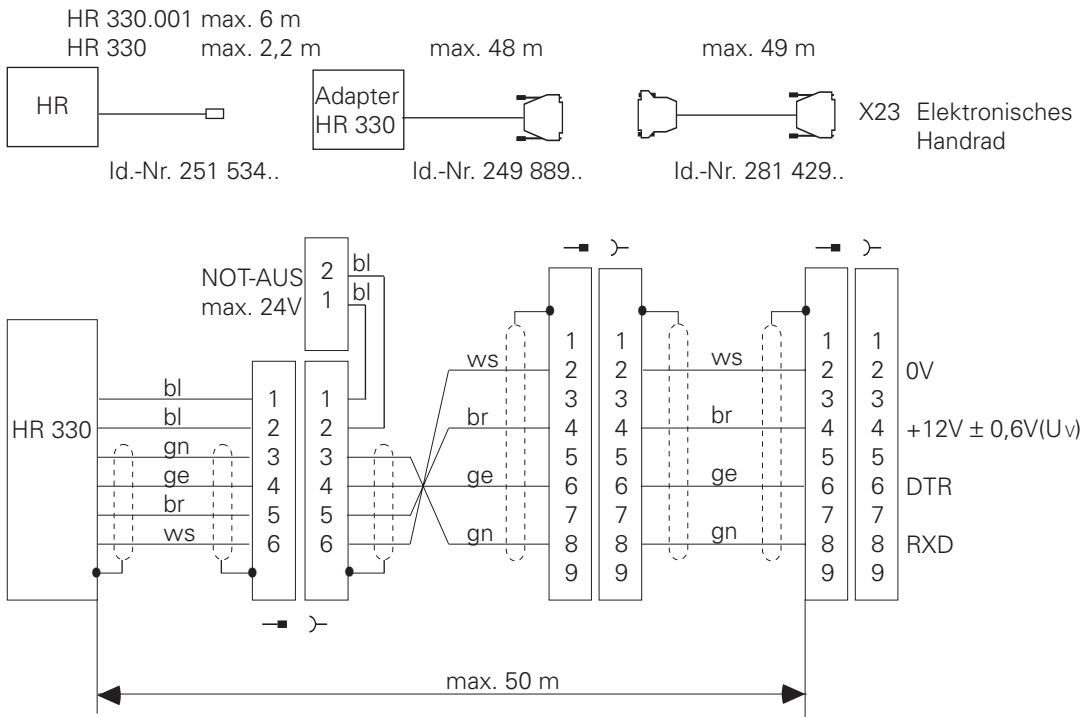 HR 330.001 max. 6 m
HR 330 max. 2,2 m
max. 48 m
max. 49 m
HR
Adapter
HR 330
X23 Elektronisches
Handrad
Id.-Nr. 251 534..
Id.-Nr. 249 889..
Id.-Nr. 281 429..
NOT-AUS
max. 24V
2
1
bl
bl
HR 330
bl
bl
gn
ge
br
ws
1
2
3
4
5
6
1
2
3
4
5
6
ws
br
ge
gn
1
2
3
4
5
6
7
8
9
1
2
3
4
5
6
7
8
9
ws
br
ge
gn
1
2
3
4
5
6
7
8
9
1
2
3
4
5
6
7
8
9
0V
+12V ± 0,6V(UV)
DTR
RXD
max. 50 m